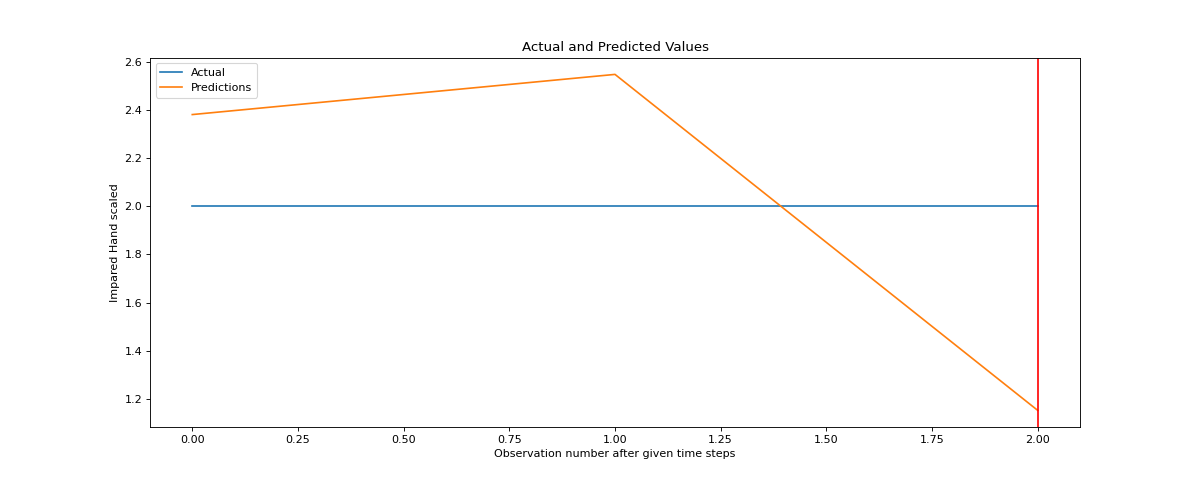 Actual and Predicted Values
Actual
Predictions
2.6
2.4
2.2
2.0
1.8
1.6
1.4
1.2
Impared Hand scaled
0.00 0.25 0.50 0.75 1.00 1.25 1.50 1.75 2.00
Observation number after given time steps